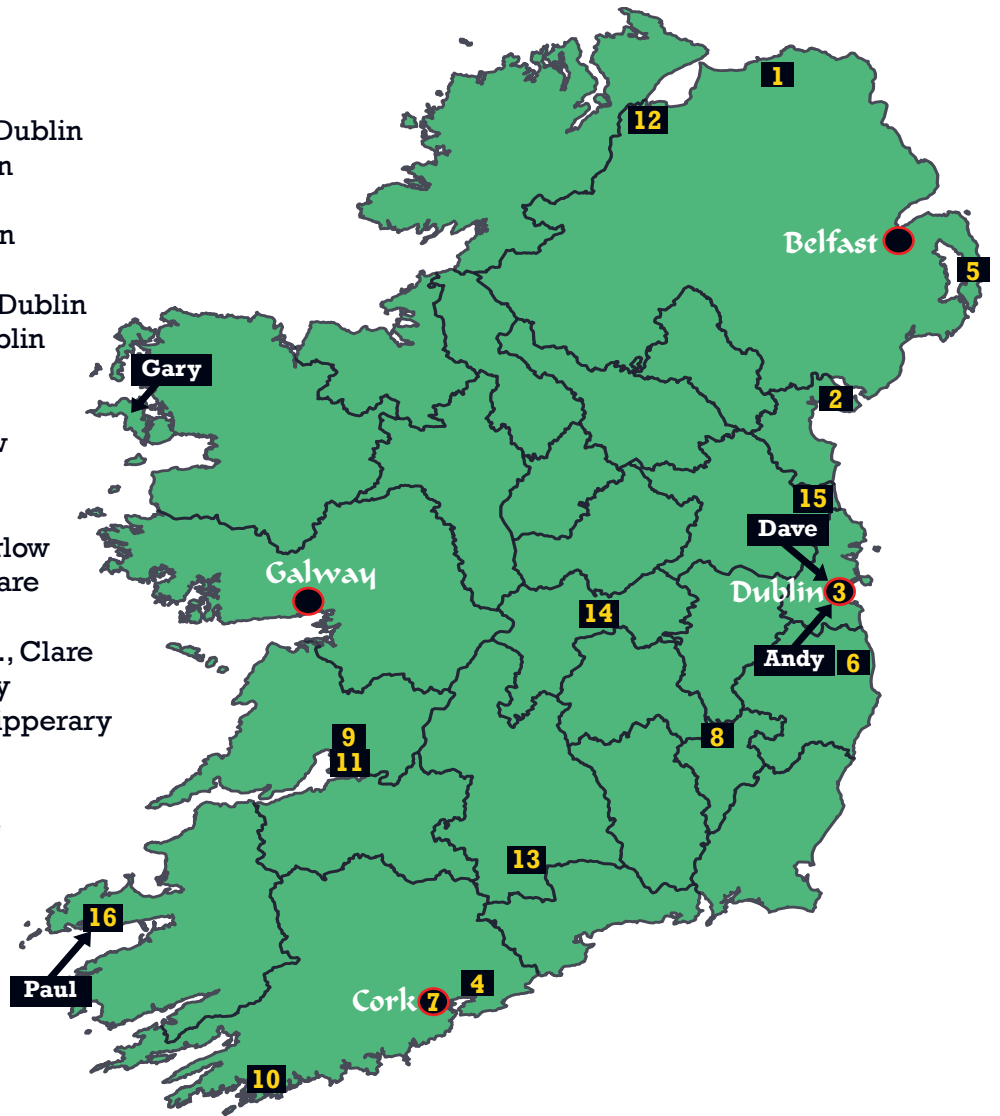 Dublin
n
n
Dublin
blin
w
rlow
are
., Clare
y
ipperary
1
12
Belfast
5
Gary
2
15
Dave
Galway
Dublin 3
14
Andy 6
9
8
11
13
16
Paul
4
Cork 7
10